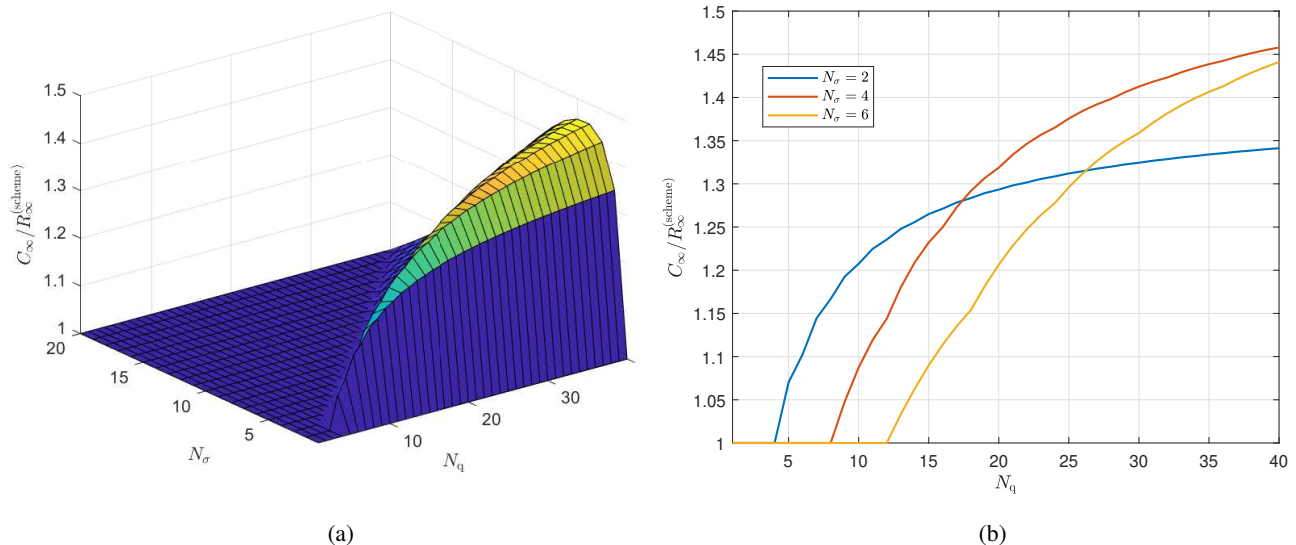 1.5
1.4
1.3
1.2
1.1
1
C∞/R∞^(scheme)
20
15
10
5
Nσ
10
20
30
Nq
(a)
1.5
1.45
1.4
1.35
1.3
1.25
1.2
1.15
1.1
1.05
1
C∞/R∞^(scheme)
Nσ = 2
Nσ = 4
Nσ = 6
5 10 15 20 25 30 35 40
Nq
(b)